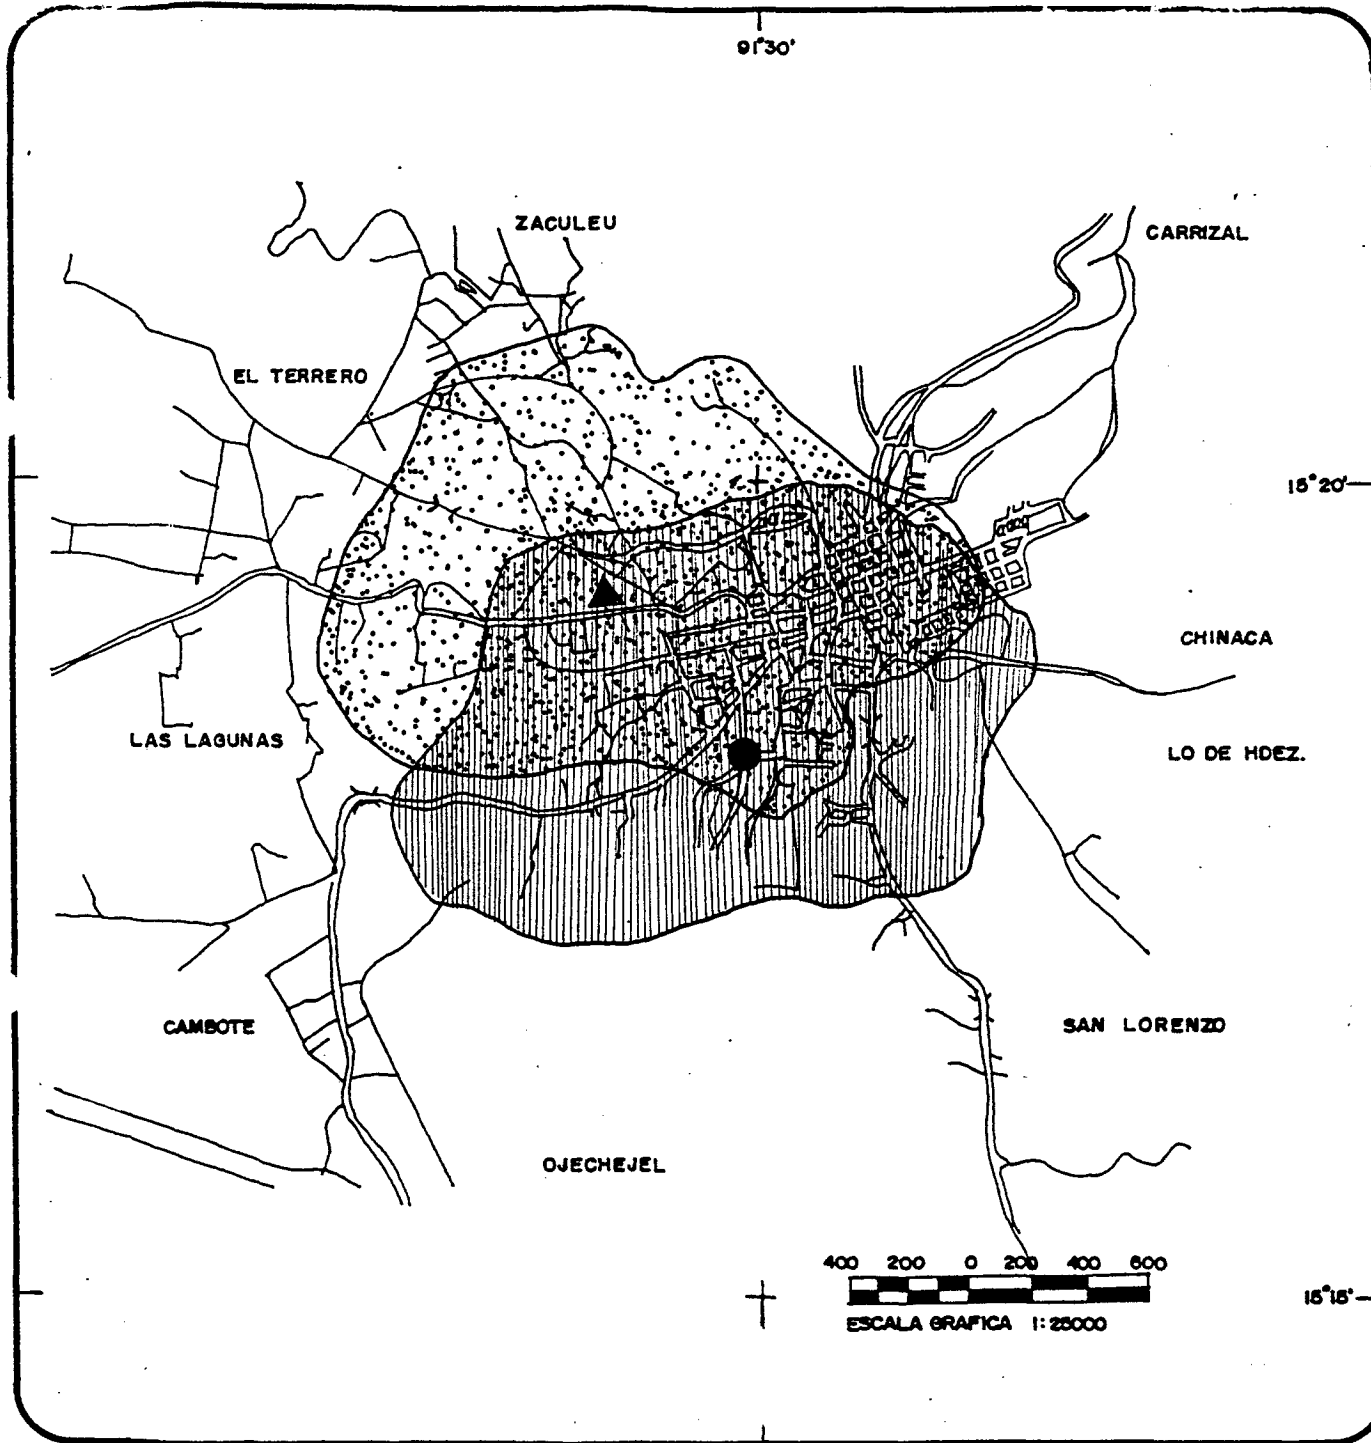 91°30'
ZACULEU
CARRIZAL
EL TERRERO
15°20'
CHINACA
LAS LAGUNAS
LO DE HDEZ.
CAMBOTE
SAN LORENZO
OJECHEJEL
400 200 0 200 400 600
15°15'
ESCALA GRAFICA 1:25000